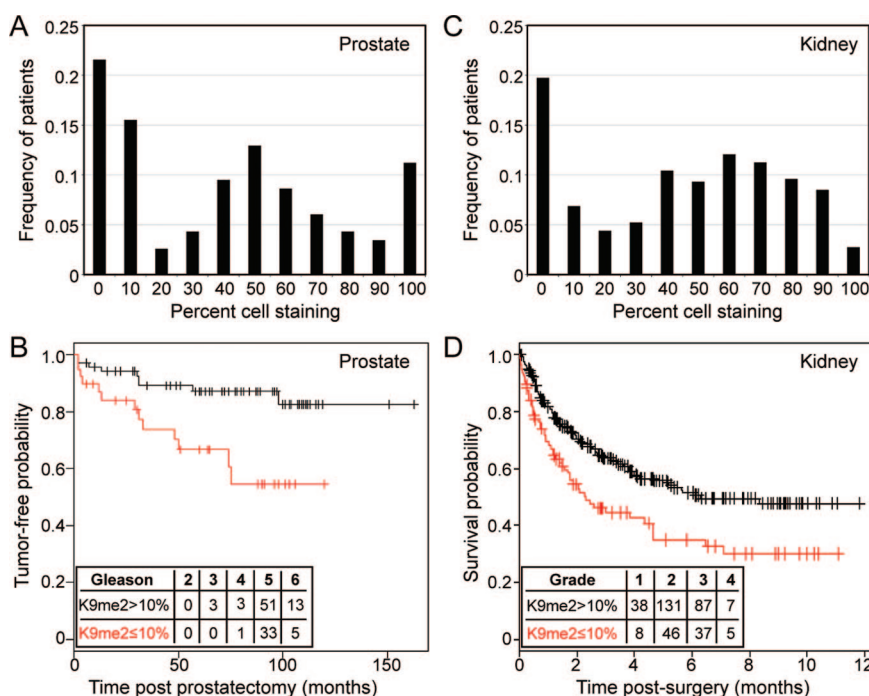 A
Prostate
Frequency of patients
0.2
0.15
0.1
0.05
0
0 10 20 30 40 50 60 70 80 90 100
Percent cell staining
C
Kidney
Frequency of patients
0.2
0.15
0.1
0.05
0
0 10 20 30 40 50 60 70 80 90 100
Percent cell staining
B
Prostate
Tumor-free probability
1.0
0.8
0.6
0.4
0.2
0
Gleason 2 3 4 5 6
K9me2>10% 0 3 3 51 13
K9me2≤10% 0 0 1 33 5
0 50 100 150
Time post prostatectomy (months)
D
Kidney
Survival probability
1.0
0.8
0.6
0.4
0.2
0
Grade 1 2 3 4
K9me2>10% 38 131 87 7
K9me2≤10% 8 46 37 5
0 2 4 6 8 10 12
Time post-surgery (months)